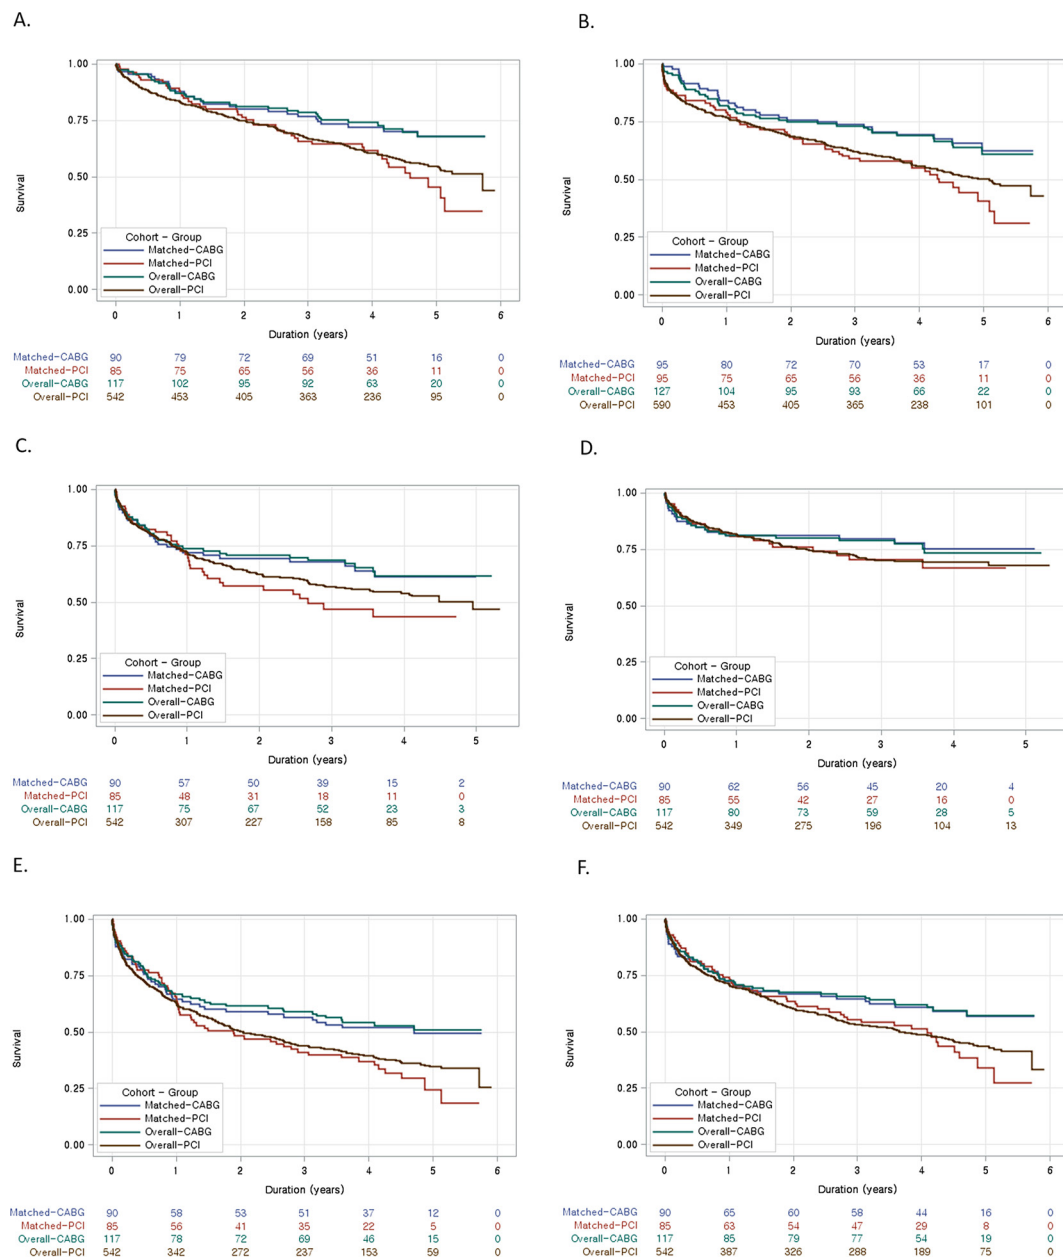 A.
1.00
0.75
0.50
0.25
0.00
Survival
Cohort - Group
Matched-CABG
Matched-PCI
Overall-CABG
Overall-PCI
0 1 2 3 4 5 6
Duration (years)
Matched-CABG 90 79 72 69 51 16 0
Matched-PCI 85 75 65 56 36 11 0
Overall-CABG 117 102 95 92 63 20 0
Overall-PCI 542 453 405 363 236 95 0
B.
1.00
0.75
0.50
0.25
0.00
Survival
Cohort - Group
Matched-CABG
Matched-PCI
Overall-CABG
Overall-PCI
0 1 2 3 4 5 6
Duration (years)
Matched-CABG 95 80 72 70 53 17 0
Matched-PCI 95 75 65 56 36 11 0
Overall-CABG 127 104 95 93 66 22 0
Overall-PCI 590 453 405 365 238 101 0
C.
1.00
0.75
0.50
0.25
0.00
Survival
Cohort - Group
Matched-CABG
Matched-PCI
Overall-CABG
Overall-PCI
0 1 2 3 4 5
Duration (years)
Matched-CABG 90 57 50 39 15 2
Matched-PCI 85 48 31 18 11 0
Overall-CABG 117 75 67 52 23 3
Overall-PCI 542 307 227 158 85 8
D.
1.00
0.75
0.50
0.25
0.00
Survival
Cohort - Group
Matched-CABG
Matched-PCI
Overall-CABG
Overall-PCI
0 1 2 3 4 5
Duration (years)
Matched-CABG 90 62 56 45 20 4
Matched-PCI 85 55 42 27 16 0
Overall-CABG 117 80 73 59 28 5
Overall-PCI 542 349 275 196 104 13
E.
1.00
0.75
0.50
0.25
0.00
Survival
Cohort - Group
Matched-CABG
Matched-PCI
Overall-CABG
Overall-PCI
0 1 2 3 4 5 6
Duration (years)
Matched-CABG 90 58 53 51 37 12 0
Matched-PCI 85 56 41 35 22 5 0
Overall-CABG 117 78 72 69 46 15 0
Overall-PCI 542 342 272 237 153 59 0
F.
1.00
0.75
0.50
0.25
0.00
Survival
Cohort - Group
Matched-CABG
Matched-PCI
Overall-CABG
Overall-PCI
0 1 2 3 4 5 6
Duration (years)
Matched-CABG 90 65 60 58 44 16 0
Matched-PCI 85 63 54 47 29 8 0
Overall-CABG 117 85 79 77 54 19 0
Overall-PCI 542 387 326 288 189 75 0